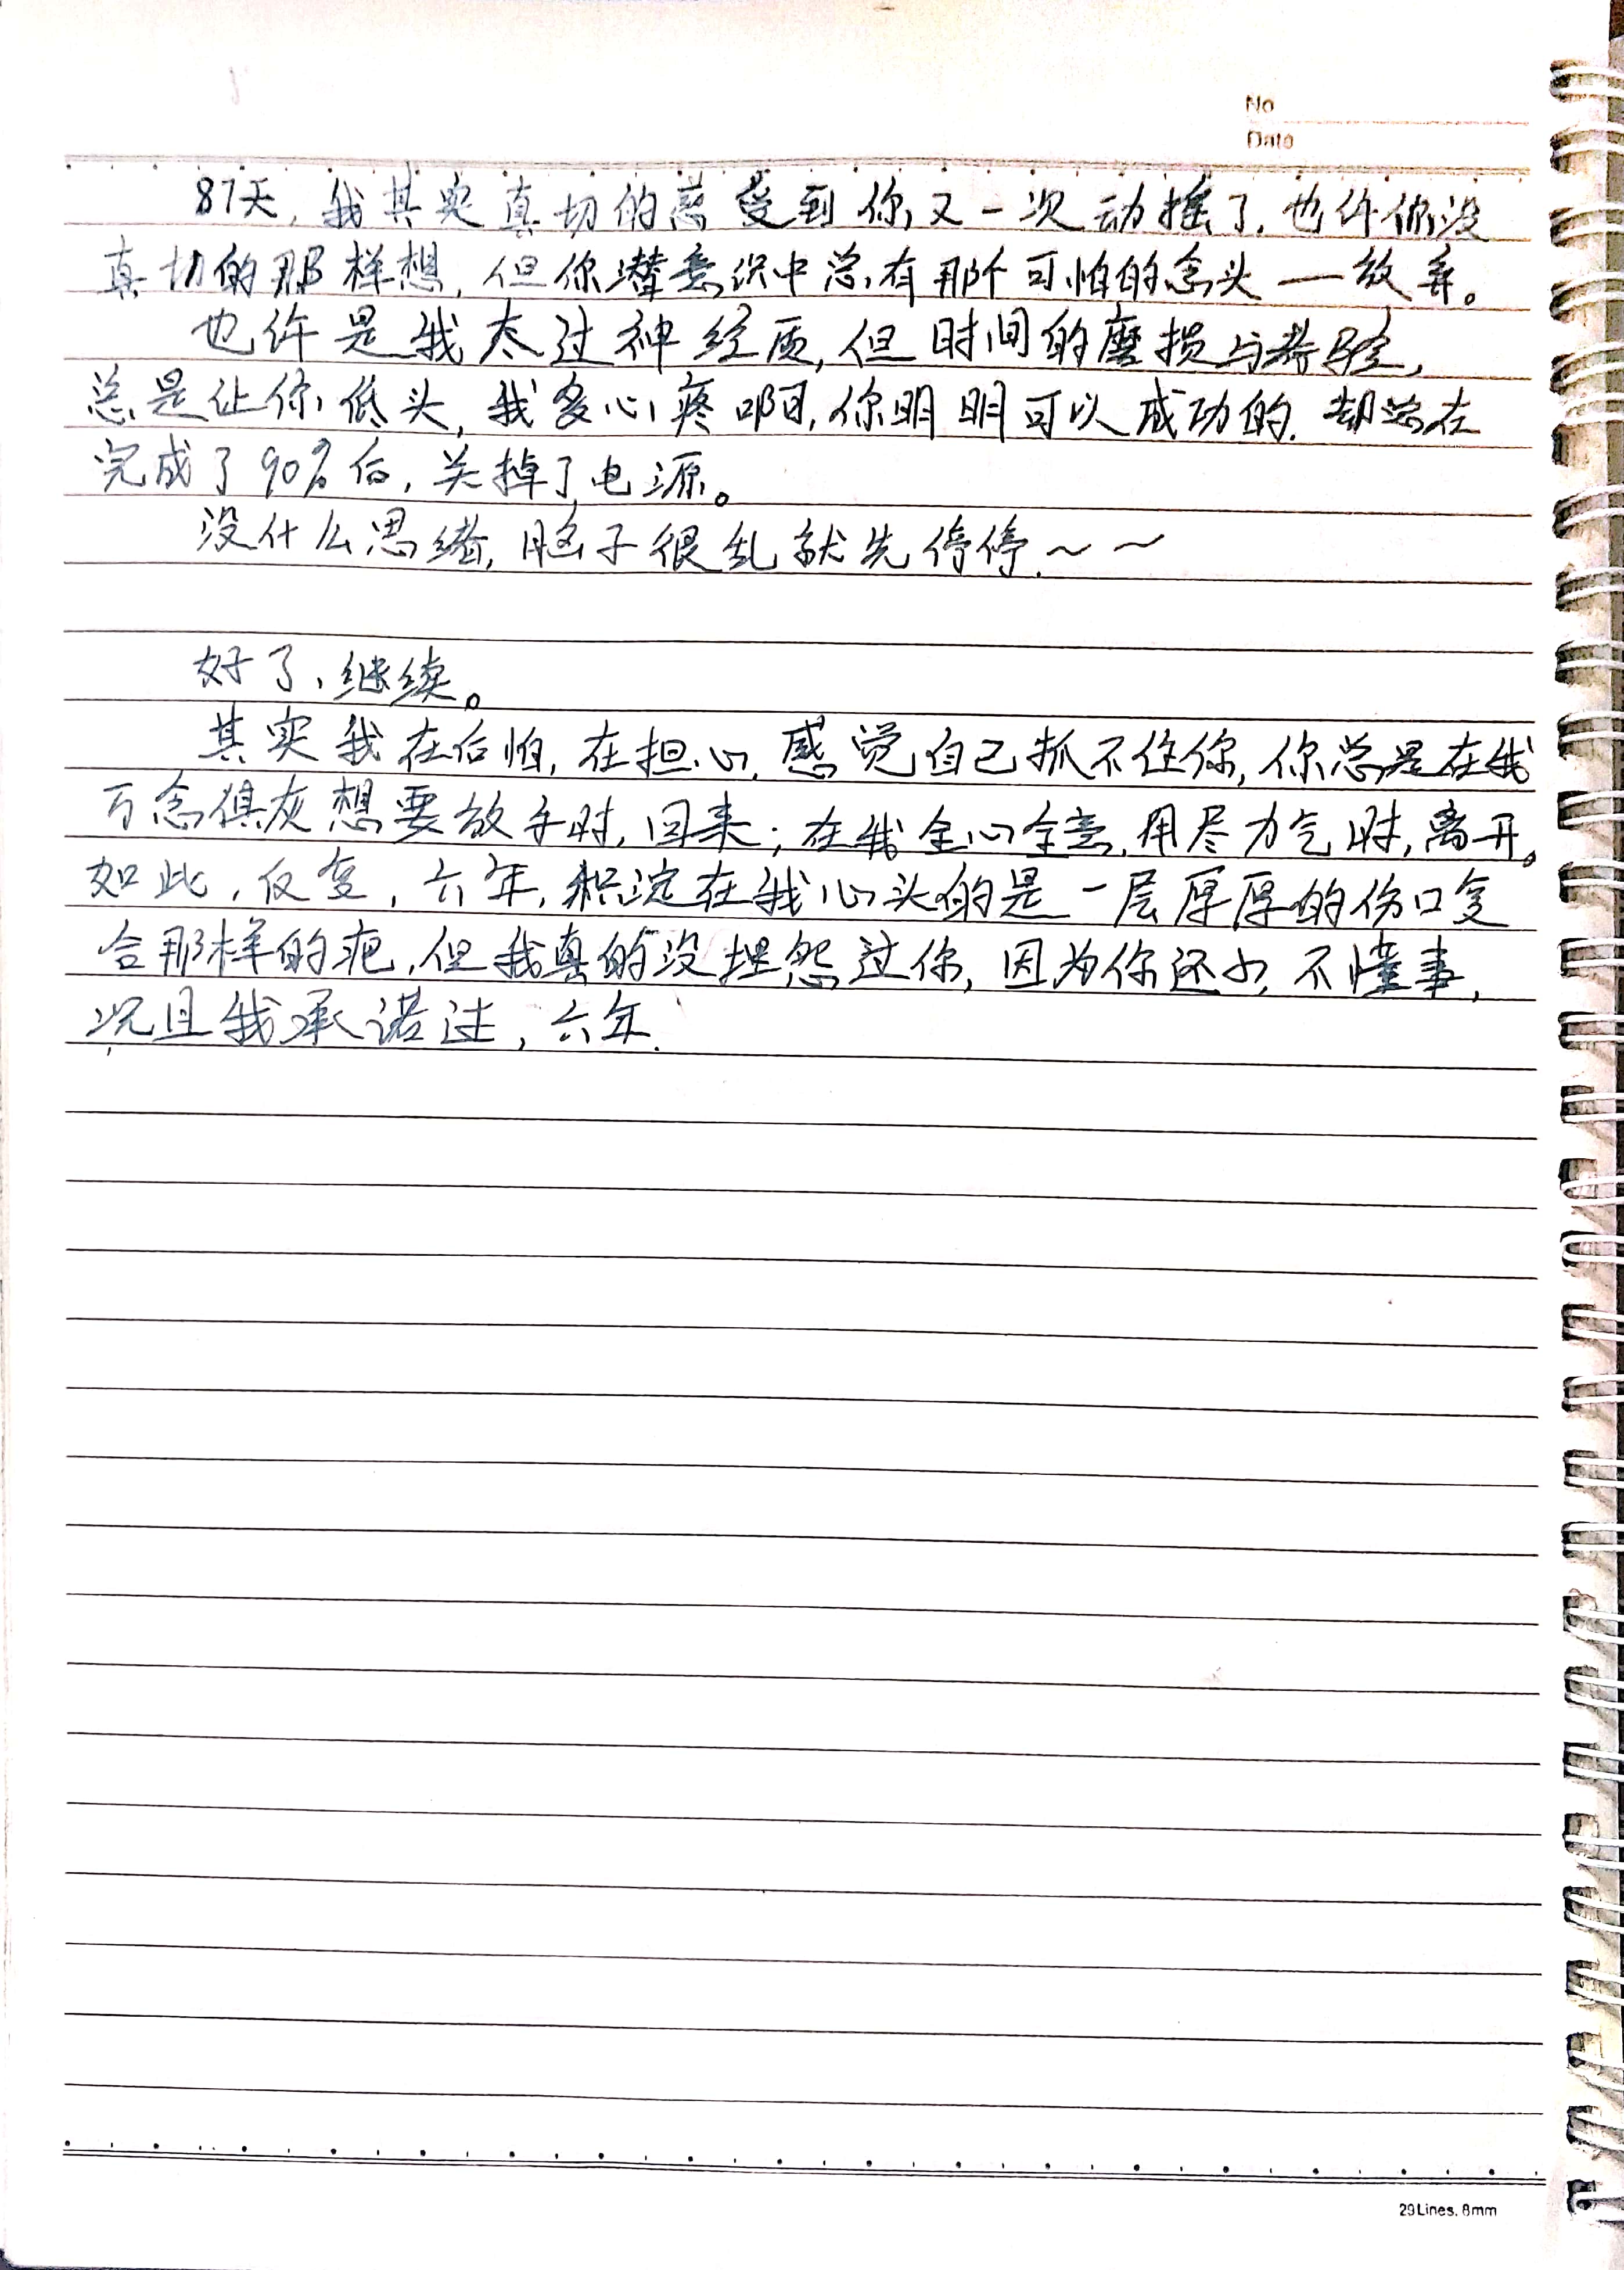 No
Date
87天,我其实真切的感受到你又一次动摇了.也许你没
真切的那样想,但你潜意识中总有那个可怕的念头——放弃。
也许是我太过神经质,但时间的磨损与考验,
总是让你低头,我多心疼啊,你明明可以成功的.却总在
完成了90%后,关掉了电源。
没什么思绪,脑子很乱就先停停.~~
好了、继续。
其实我在后怕,在担心.感觉自己抓不住你,你总是在我
万念俱灰想要放手时,回来;在我全心全意,用尽力气时,离开。
如此,反复,六年,积淀在我心头的是一层厚厚的伤口复
合那样的疤,但我真的没埋怨过你,因为你还小,不懂事,
况且我承诺过,六年.
29Lines. 8mm